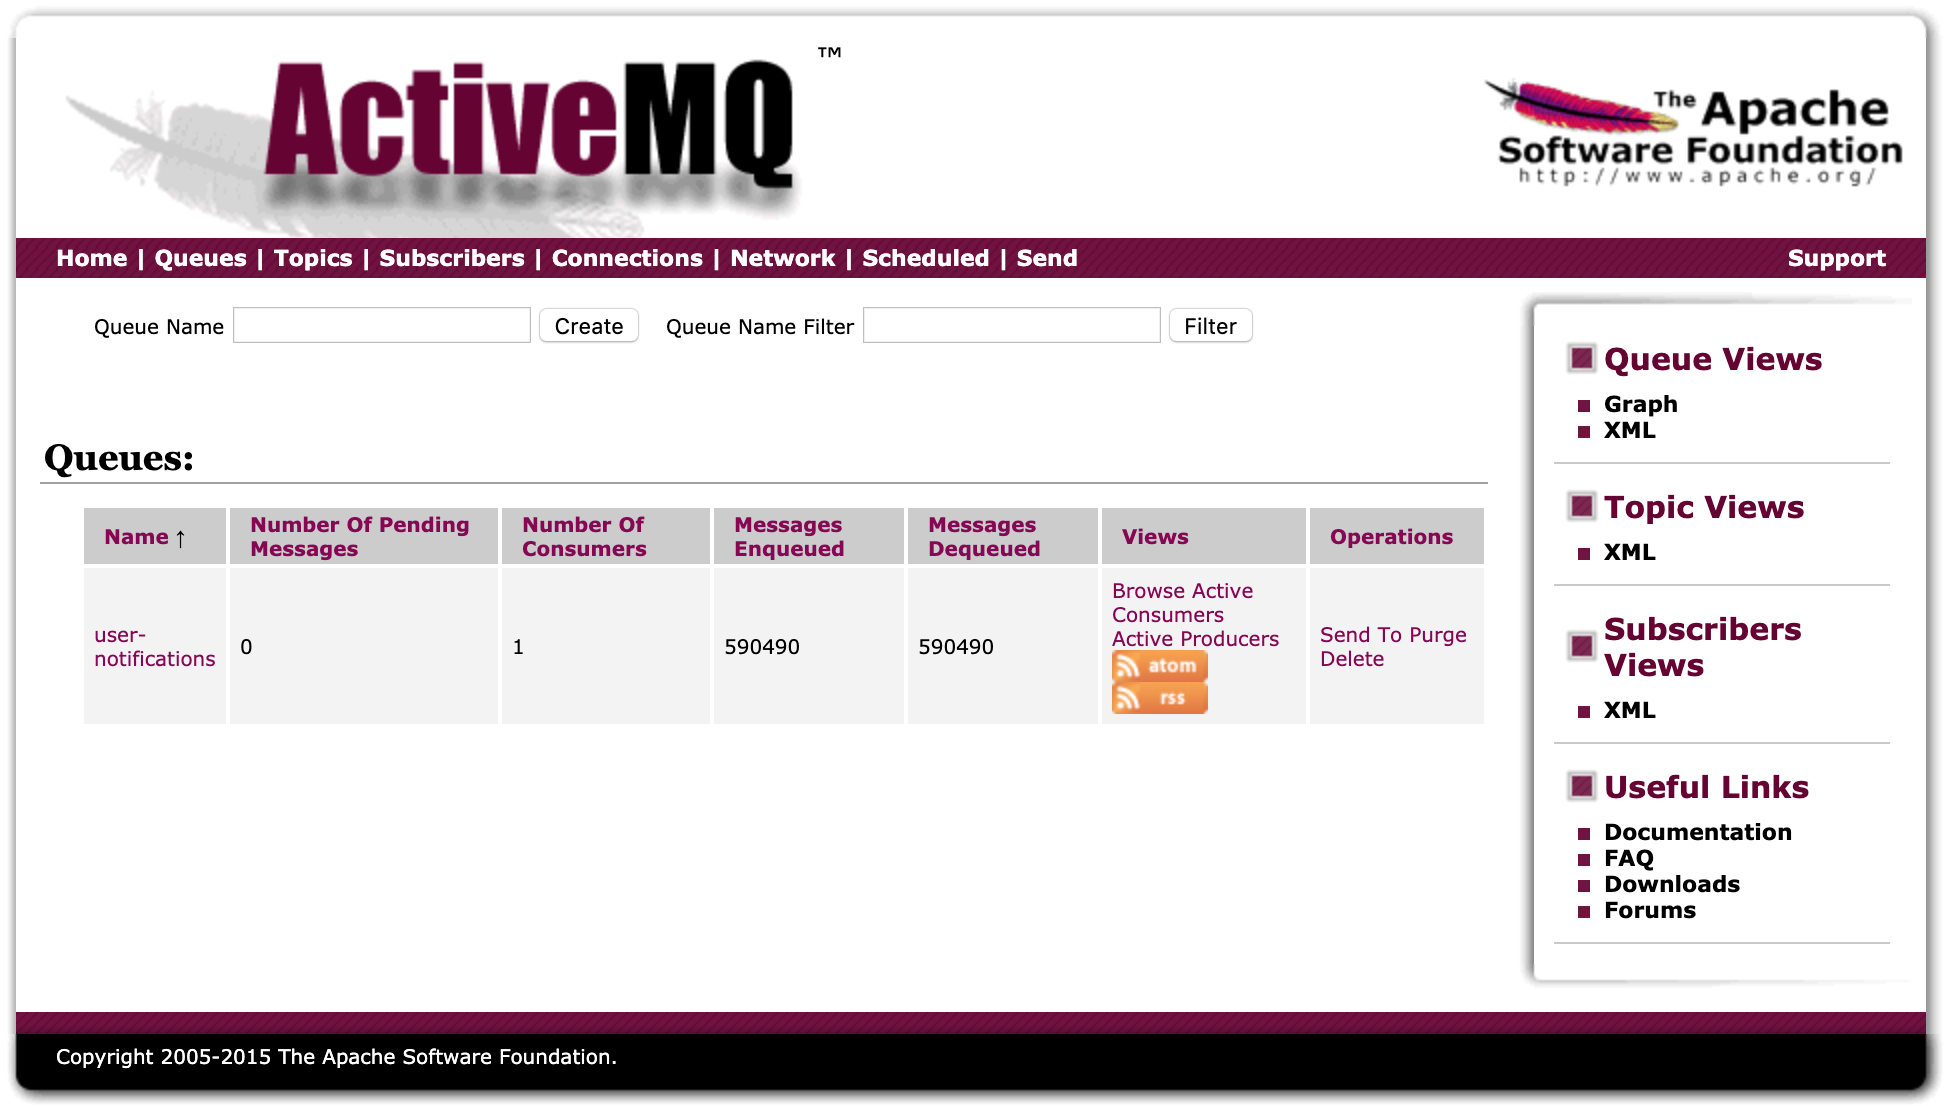 ActiveMQ ™
The Apache
Software Foundation
http://www.apache.org/
Home | Queues | Topics | Subscribers | Connections | Network | Scheduled | Send
Support
Queue Name Create Queue Name Filter Filter
Queues:
Name ↑
Number Of Pending
Messages
Number Of
Consumers
Messages
Enqueued
Messages
Dequeued
Views
Operations
user-
notifications
0
1
590490
590490
Browse Active
Consumers
Active Producers
atom
rss
Send To Purge
Delete
Queue Views
Graph
XML
Topic Views
XML
Subscribers
Views
XML
Useful Links
Documentation
FAQ
Downloads
Forums
Copyright 2005-2015 The Apache Software Foundation.